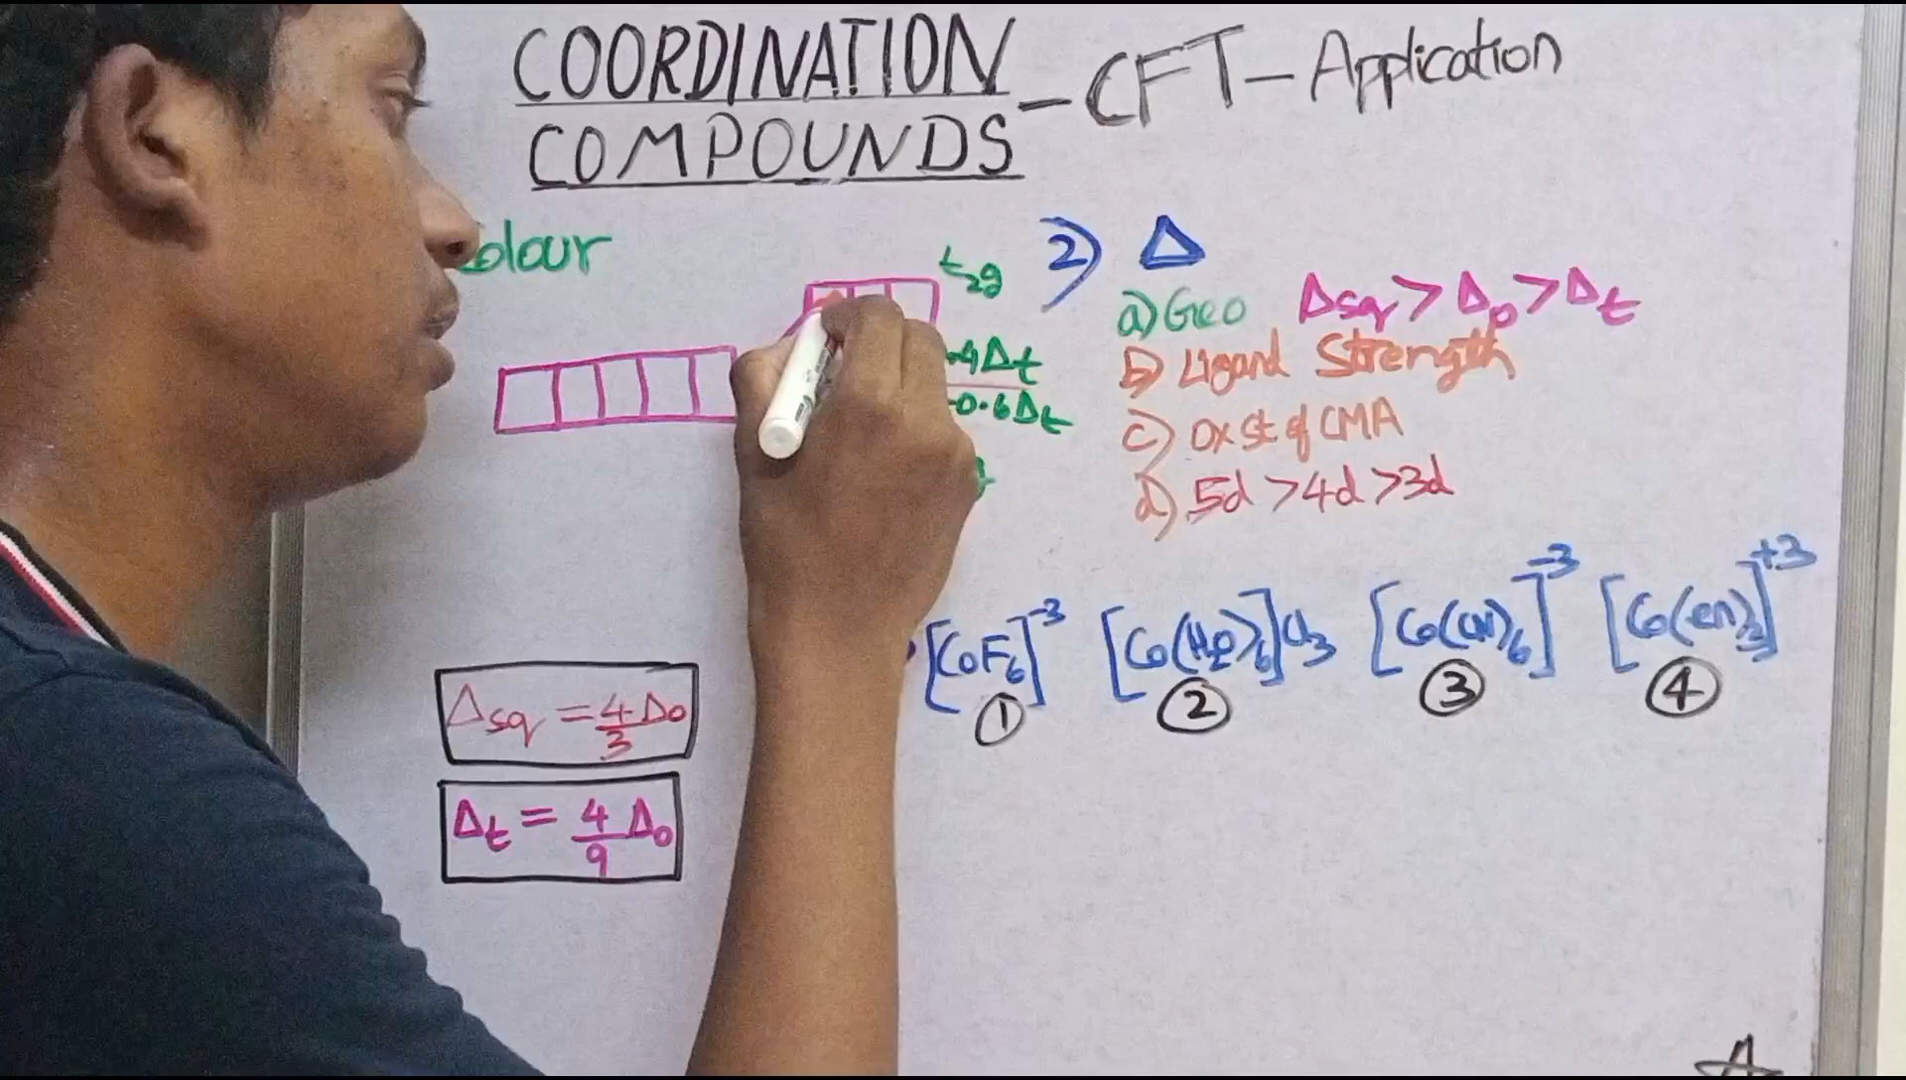 COORDINATION
COMPOUNDS - CFT - Application
olour
t2g
.4Δt
-0.6Δt
2) Δ
a) Geo Δsq > Δo > Δt
b) Ligand Strength
c) Ox st of CMA
d) 5d > 4d > 3d
[CoF6]-3 [Co(H2O)6]Cl3 [Co(CN)6]-3 [Co(en)3]+3
① ② ③ ④
Δsq = 4/3 Δo
Δt = 4/9 Δo